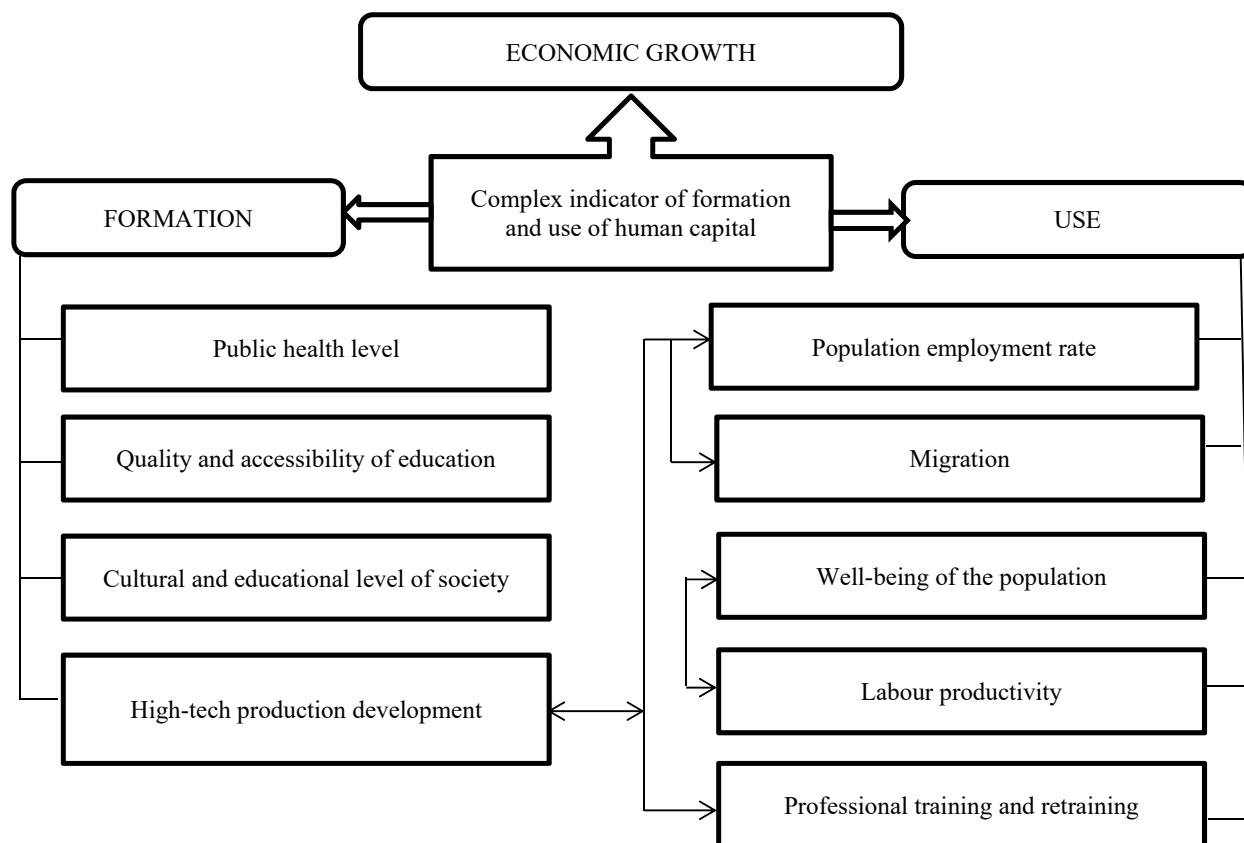 ECONOMIC GROWTH
FORMATION
Complex indicator of formation
and use of human capital
USE
Public health level
Quality and accessibility of education
Cultural and educational level of society
High-tech production development
Population employment rate
Migration
Well-being of the population
Labour productivity
Professional training and retraining